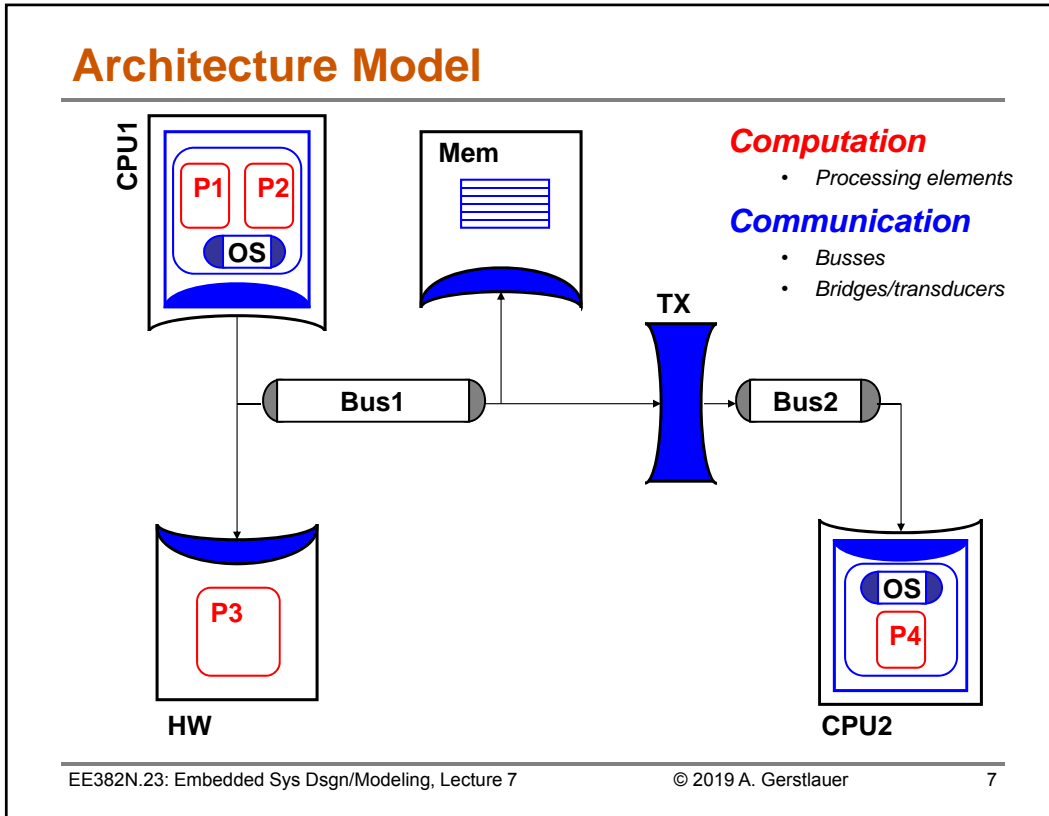 Architecture Model
CPU1
P1 P2
OS
Mem
Computation
• Processing elements
Communication
• Busses
• Bridges/transducers
TX
Bus1
Bus2
P3
HW
OS
P4
CPU2
EE382N.23: Embedded Sys Dsgn/Modeling, Lecture 7 © 2019 A. Gerstlauer 7